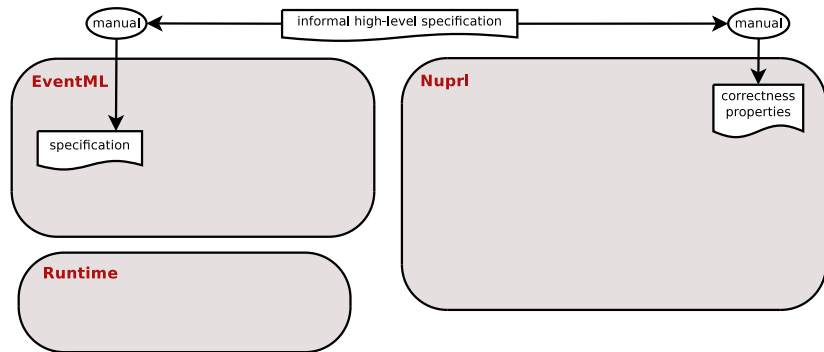 manual
informal high-level specification
manual
EventML
Nuprl
correctness
properties
specification
Runtime